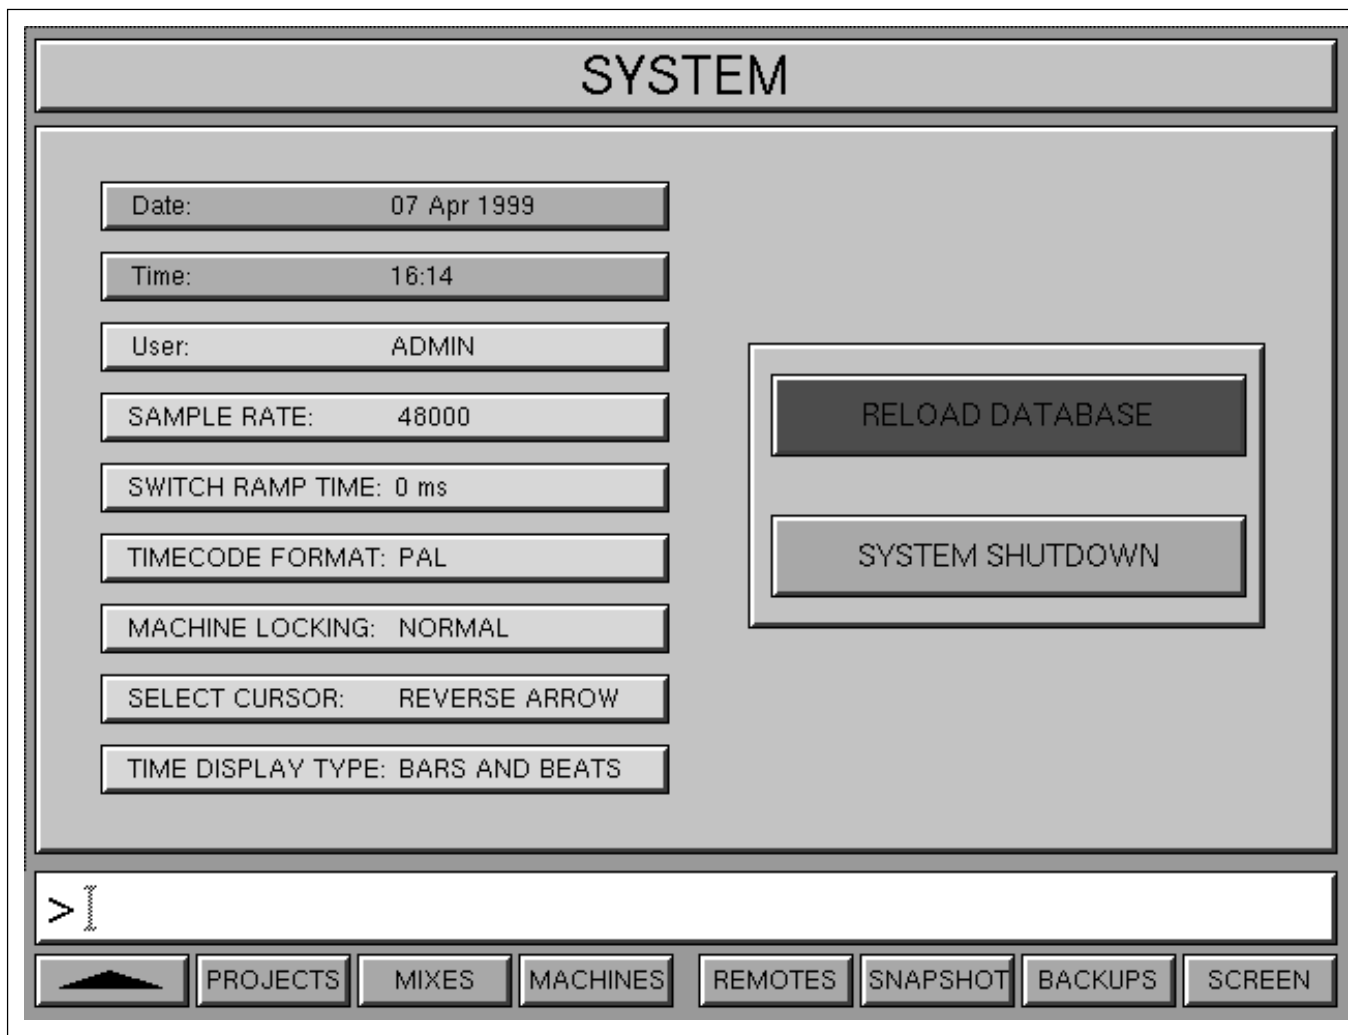 SYSTEM
Date: 07 Apr 1999
Time: 16:14
User: ADMIN
SAMPLE RATE: 48000
SWITCH RAMP TIME: 0 ms
TIMECODE FORMAT: PAL
MACHINE LOCKING: NORMAL
SELECT CURSOR: REVERSE ARROW
TIME DISPLAY TYPE: BARS AND BEATS
RELOAD DATABASE
SYSTEM SHUTDOWN
>
PROJECTS MIXES MACHINES REMOTES SNAPSHOT BACKUPS SCREEN